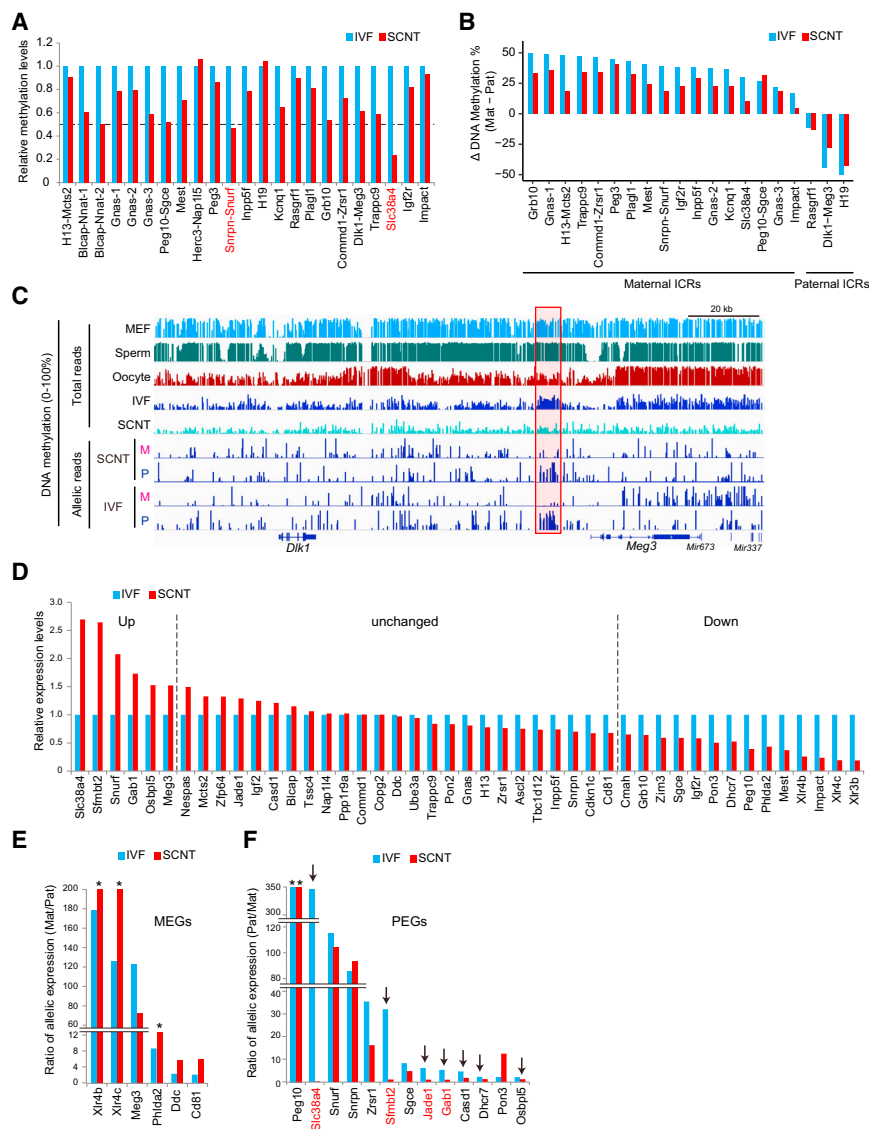 A
IVF SCNT
Relative methylation levels
1.2
1.0
0.8
0.6
0.4
0.2
0
H13-Mcts2
Blcap-Nnat-1
Blcap-Nnat-2
Gnas-1
Gnas-2
Gnas-3
Peg10-Sgce
Mest
Herc3-Nap1l5
Peg3
Snrpn-Snurf
Inpp5f
H19
Kcnq1
Rasgrf1
Plagl1
Grb10
Commd1-Zrsr1
Dlk1-Meg3
Trappc9
Slc38a4
Igf2r
Impact
B
IVF SCNT
Δ DNA Methylation %
(Mat − Pat)
50
25
0
−25
−50
Grb10
Gnas-1
H13-Mcts2
Trappc9
Commd1-Zrsr1
Peg3
Plagl1
Mest
Snrpn-Snurf
Igf2r
Inpp5f
Gnas-2
Kcnq1
Slc38a4
Peg10-Sgce
Gnas-3
Impact
Rasgrf1
Dlk1-Meg3
H19
Maternal ICRs Paternal ICRs
C
20 kb
DNA methylation (0-100%)
Total reads
MEF
Sperm
Oocyte
IVF
SCNT
Allelic reads
SCNT
M
P
IVF
M
P
Dlk1 Meg3 Mir673 Mir337
D
IVF SCNT
Up unchanged Down
Relative expression levels
3.0
2.5
2.0
1.5
1.0
0.5
0
Slc38a4
Sfmbt2
Snurf
Gab1
Osbpl5
Meg3
Nespas
Mcts2
Zfp64
Jade1
Igf2
Casd1
Blcap
Tssc4
Nap1l4
Ppp1r9a
Commd1
Copg2
Ddc
Ube3a
Trappc9
Pon2
Gnas
H13
Zrsr1
Ascl2
Tbc1d12
Inpp5f
Snrpn
Cdkn1c
Cd81
Cmah
Grb10
Zim3
Sgce
Igf2r
Pon3
Dhcr7
Peg10
Phlda2
Mest
Xlr4b
Impact
Xlr4c
Xlr3b
E
IVF SCNT
MEGs
Ratio of allelic expression (Mat/Pat)
200
180
160
140
120
100
80
60
12
8
4
0
* * *
Xlr4b
Xlr4c
Meg3
Phlda2
Ddc
Cd81
F
IVF SCNT
PEGs
Ratio of allelic expression (Pat/Mat)
350
300
120
100
80
40
30
20
10
0
**
Peg10
Slc38a4
Snurf
Snrpn
Zrsr1
Sfmbt2
Sgce
Jade1
Gab1
Casd1
Dhcr7
Pon3
Osbpl5